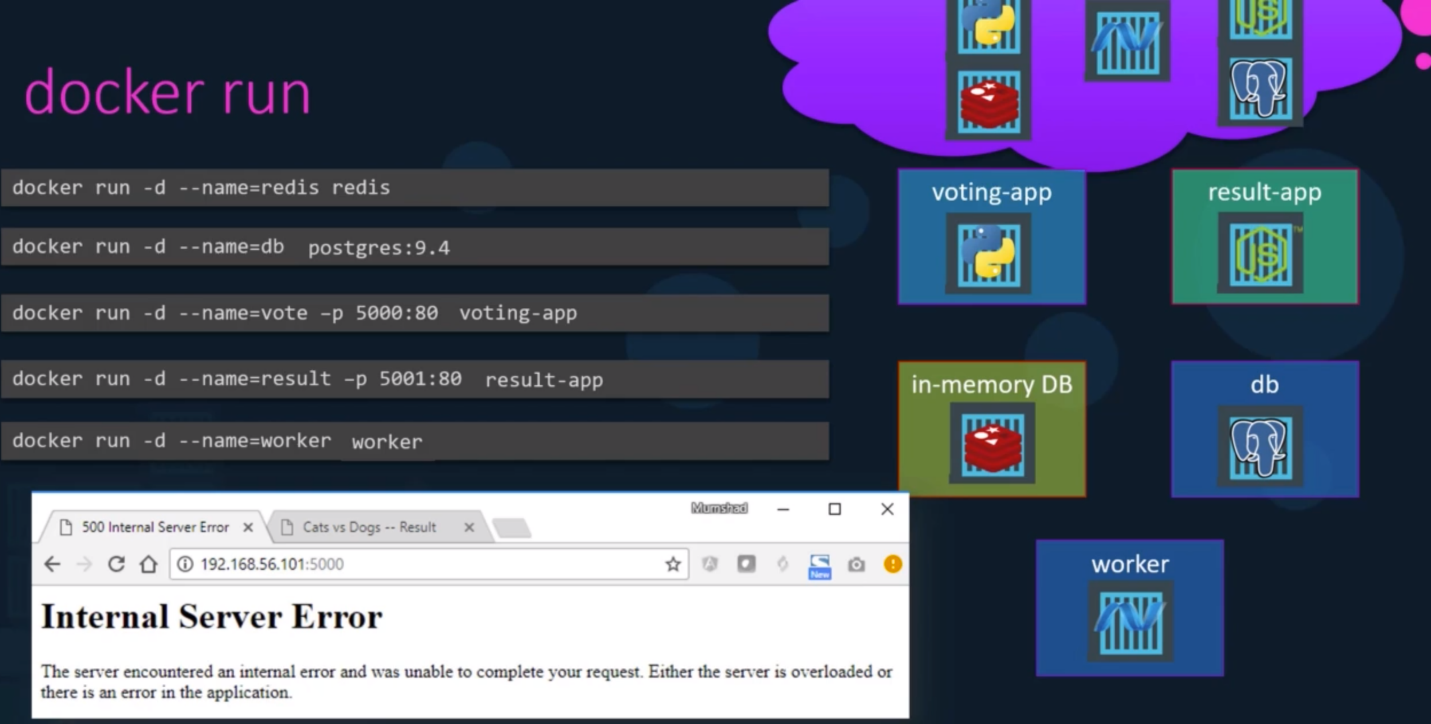 docker run
docker run -d --name=redis redis
docker run -d --name=db postgres:9.4
docker run -d --name=vote –p 5000:80 voting-app
docker run -d --name=result –p 5001:80 result-app
docker run -d --name=worker worker
voting-app
result-app
in-memory DB
db
worker
Mumshad
500 Internal Server Error
Cats vs Dogs -- Result
192.168.56.101:5000
New
Internal Server Error
The server encountered an internal error and was unable to complete your request. Either the server is overloaded or
there is an error in the application.
JS
JS
TM